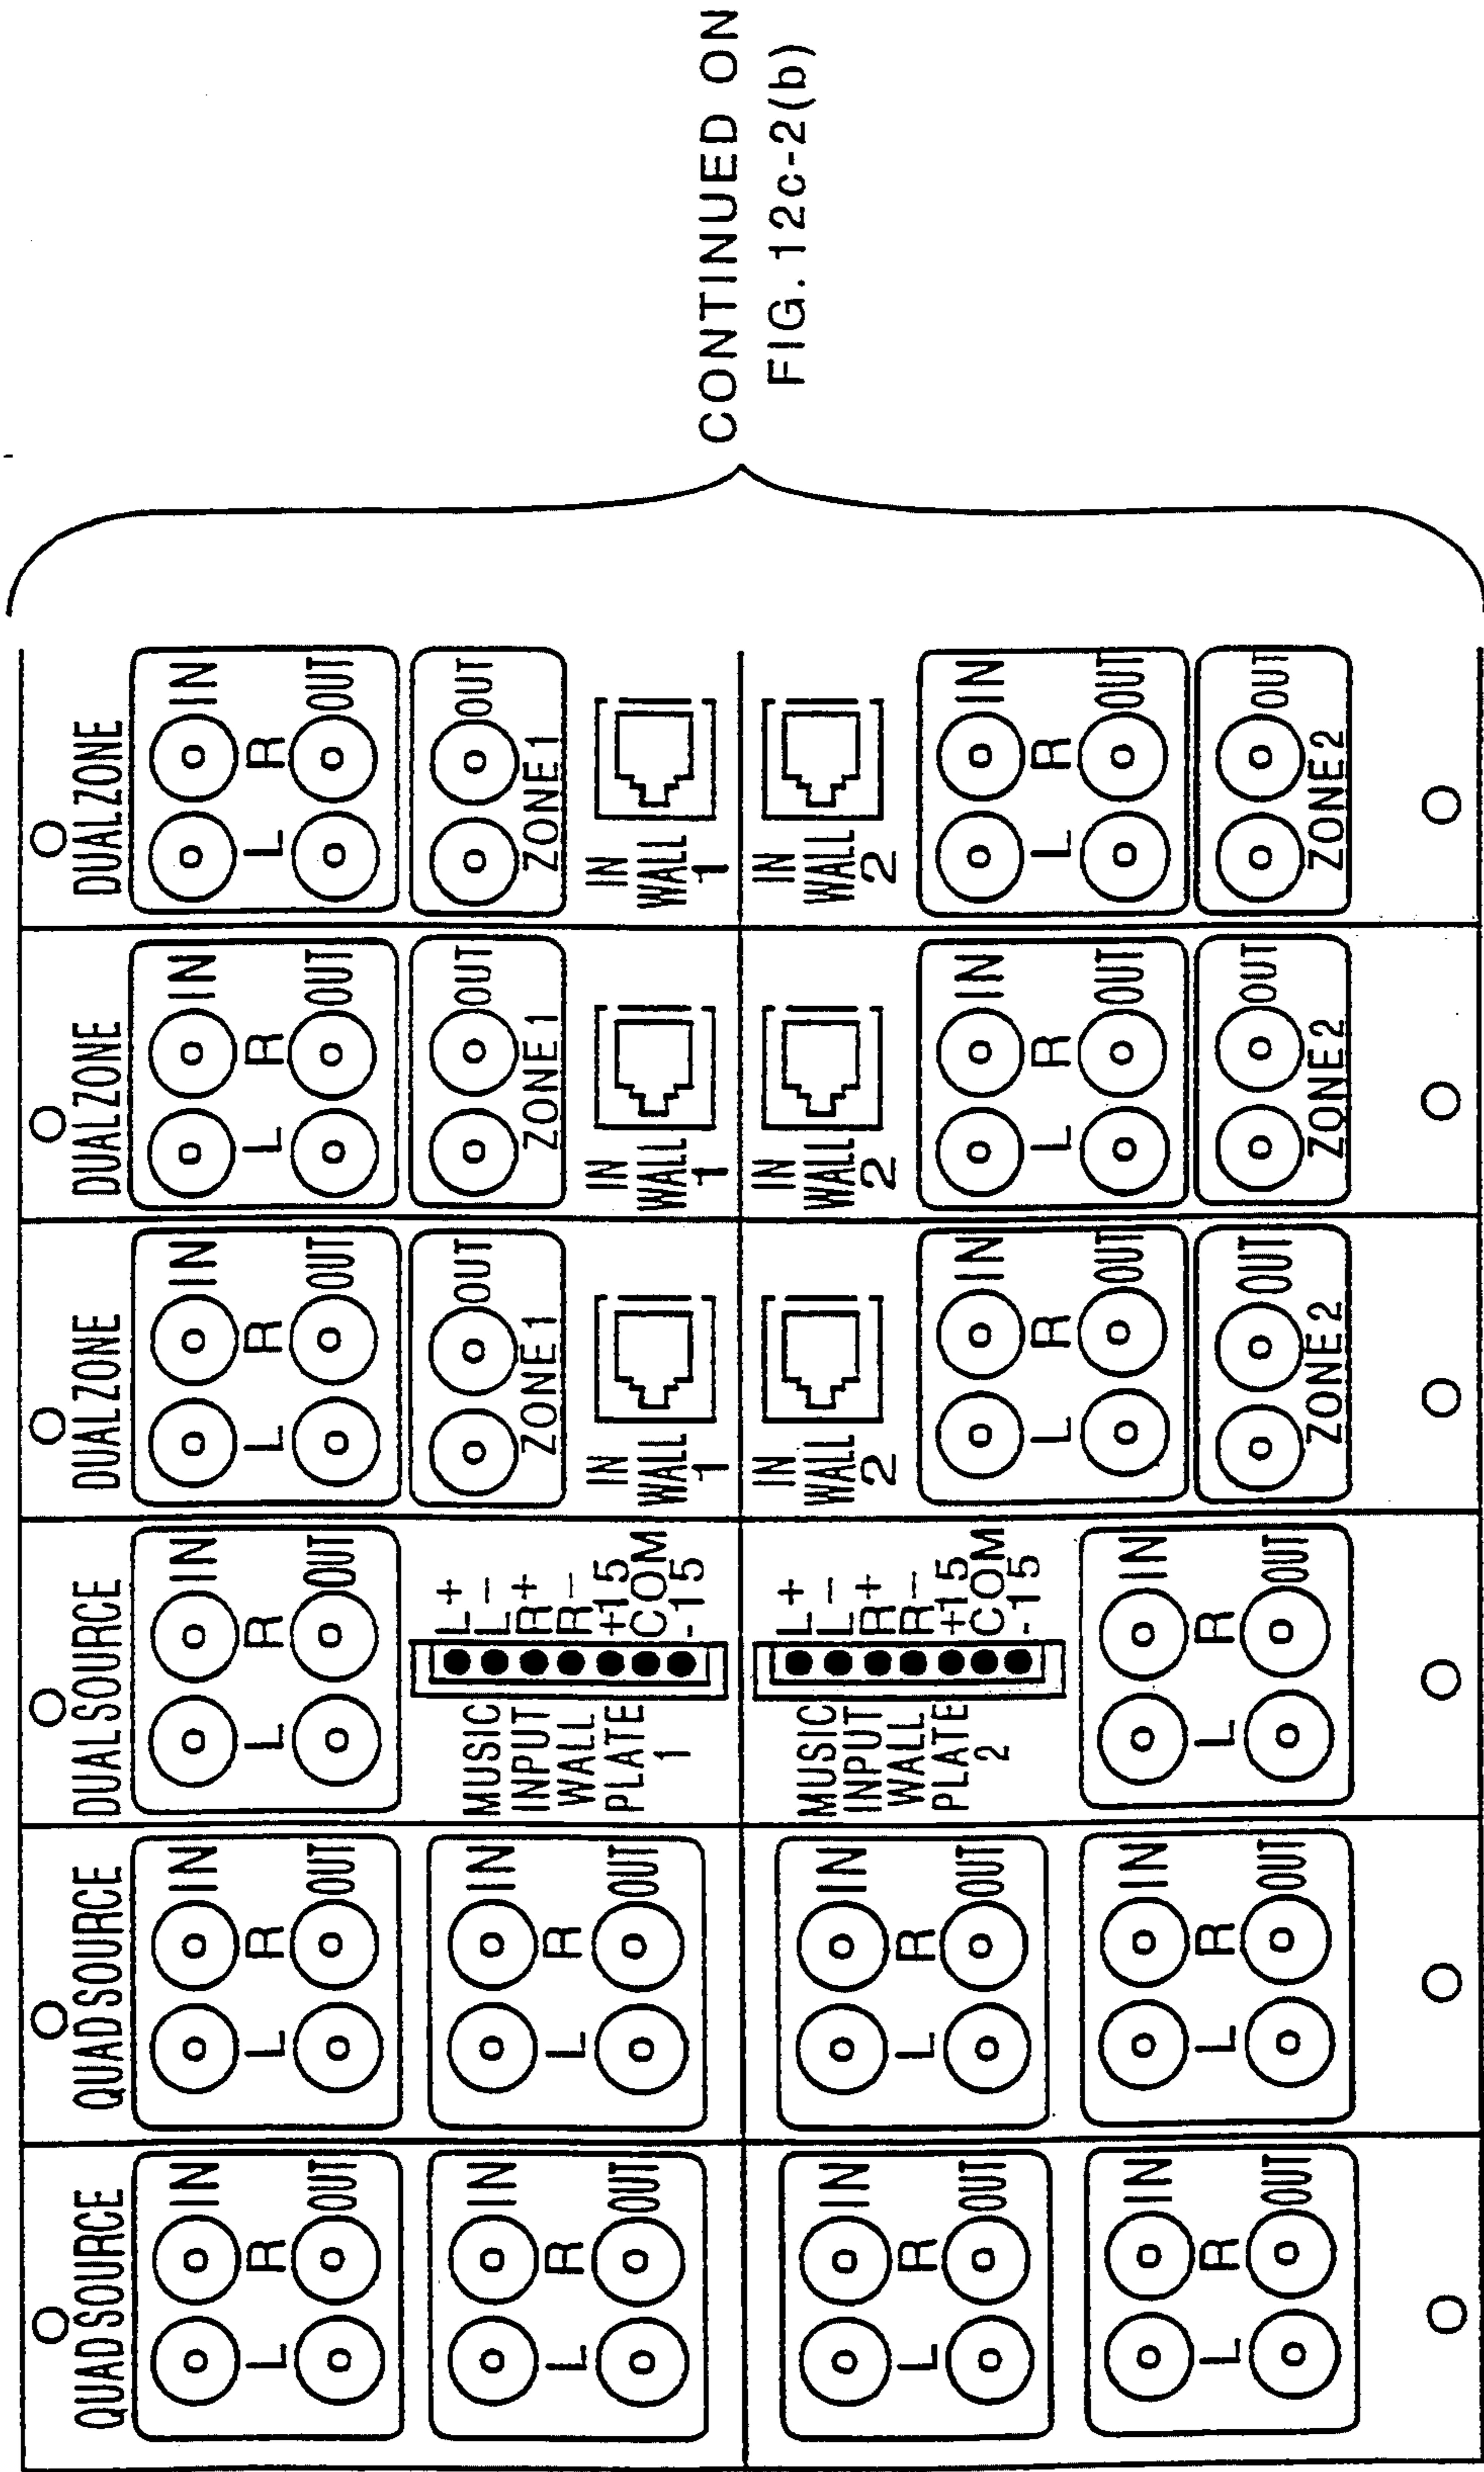 QUAD SOURCE
IN
L R
OUT
IN
L R
OUT
IN
L R
OUT
IN
L R
OUT
QUAD SOURCE
IN
L R
OUT
IN
L R
OUT
IN
L R
OUT
IN
L R
OUT
DUAL SOURCE
IN
L R
OUT
MUSIC
INPUT
WALL
PLATE
1
L+
L-
R+
R-
+15
COM
-15
MUSIC
INPUT
WALL
PLATE
2
L+
L-
R+
R-
+15
COM
-15
IN
L R
OUT
DUAL ZONE
IN
L R
OUT
OUT
ZONE 1
IN
WALL
1
IN
WALL
2
IN
L R
OUT
OUT
ZONE 2
DUAL ZONE
IN
L R
OUT
OUT
ZONE 1
IN
WALL
1
IN
WALL
2
IN
L R
OUT
OUT
ZONE 2
DUAL ZONE
IN
L R
OUT
OUT
ZONE 1
IN
WALL
1
IN
WALL
2
IN
L R
OUT
OUT
ZONE 2
CONTINUED ON
FIG. 12c-2(b)